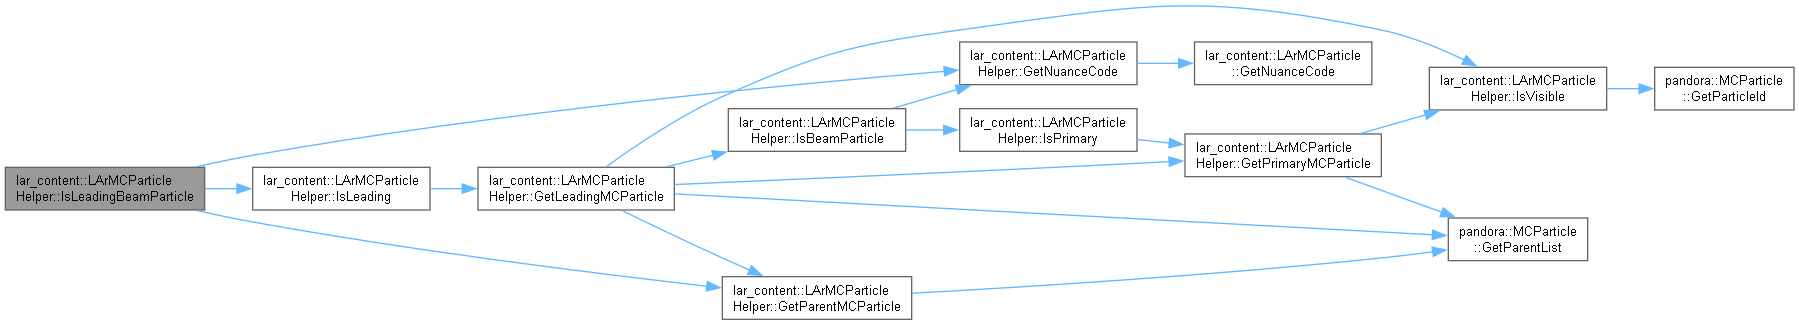 lar_content::LArMCParticle
Helper::IsLeadingBeamParticle
lar_content::LArMCParticle
Helper::IsLeading
lar_content::LArMCParticle
Helper::GetLeadingMCParticle
lar_content::LArMCParticle
Helper::IsBeamParticle
lar_content::LArMCParticle
Helper::GetNuanceCode
lar_content::LArMCParticle
::GetNuanceCode
lar_content::LArMCParticle
Helper::IsPrimary
lar_content::LArMCParticle
Helper::GetPrimaryMCParticle
lar_content::LArMCParticle
Helper::IsVisible
pandora::MCParticle
::GetParticleId
pandora::MCParticle
::GetParentList
lar_content::LArMCParticle
Helper::GetParentMCParticle